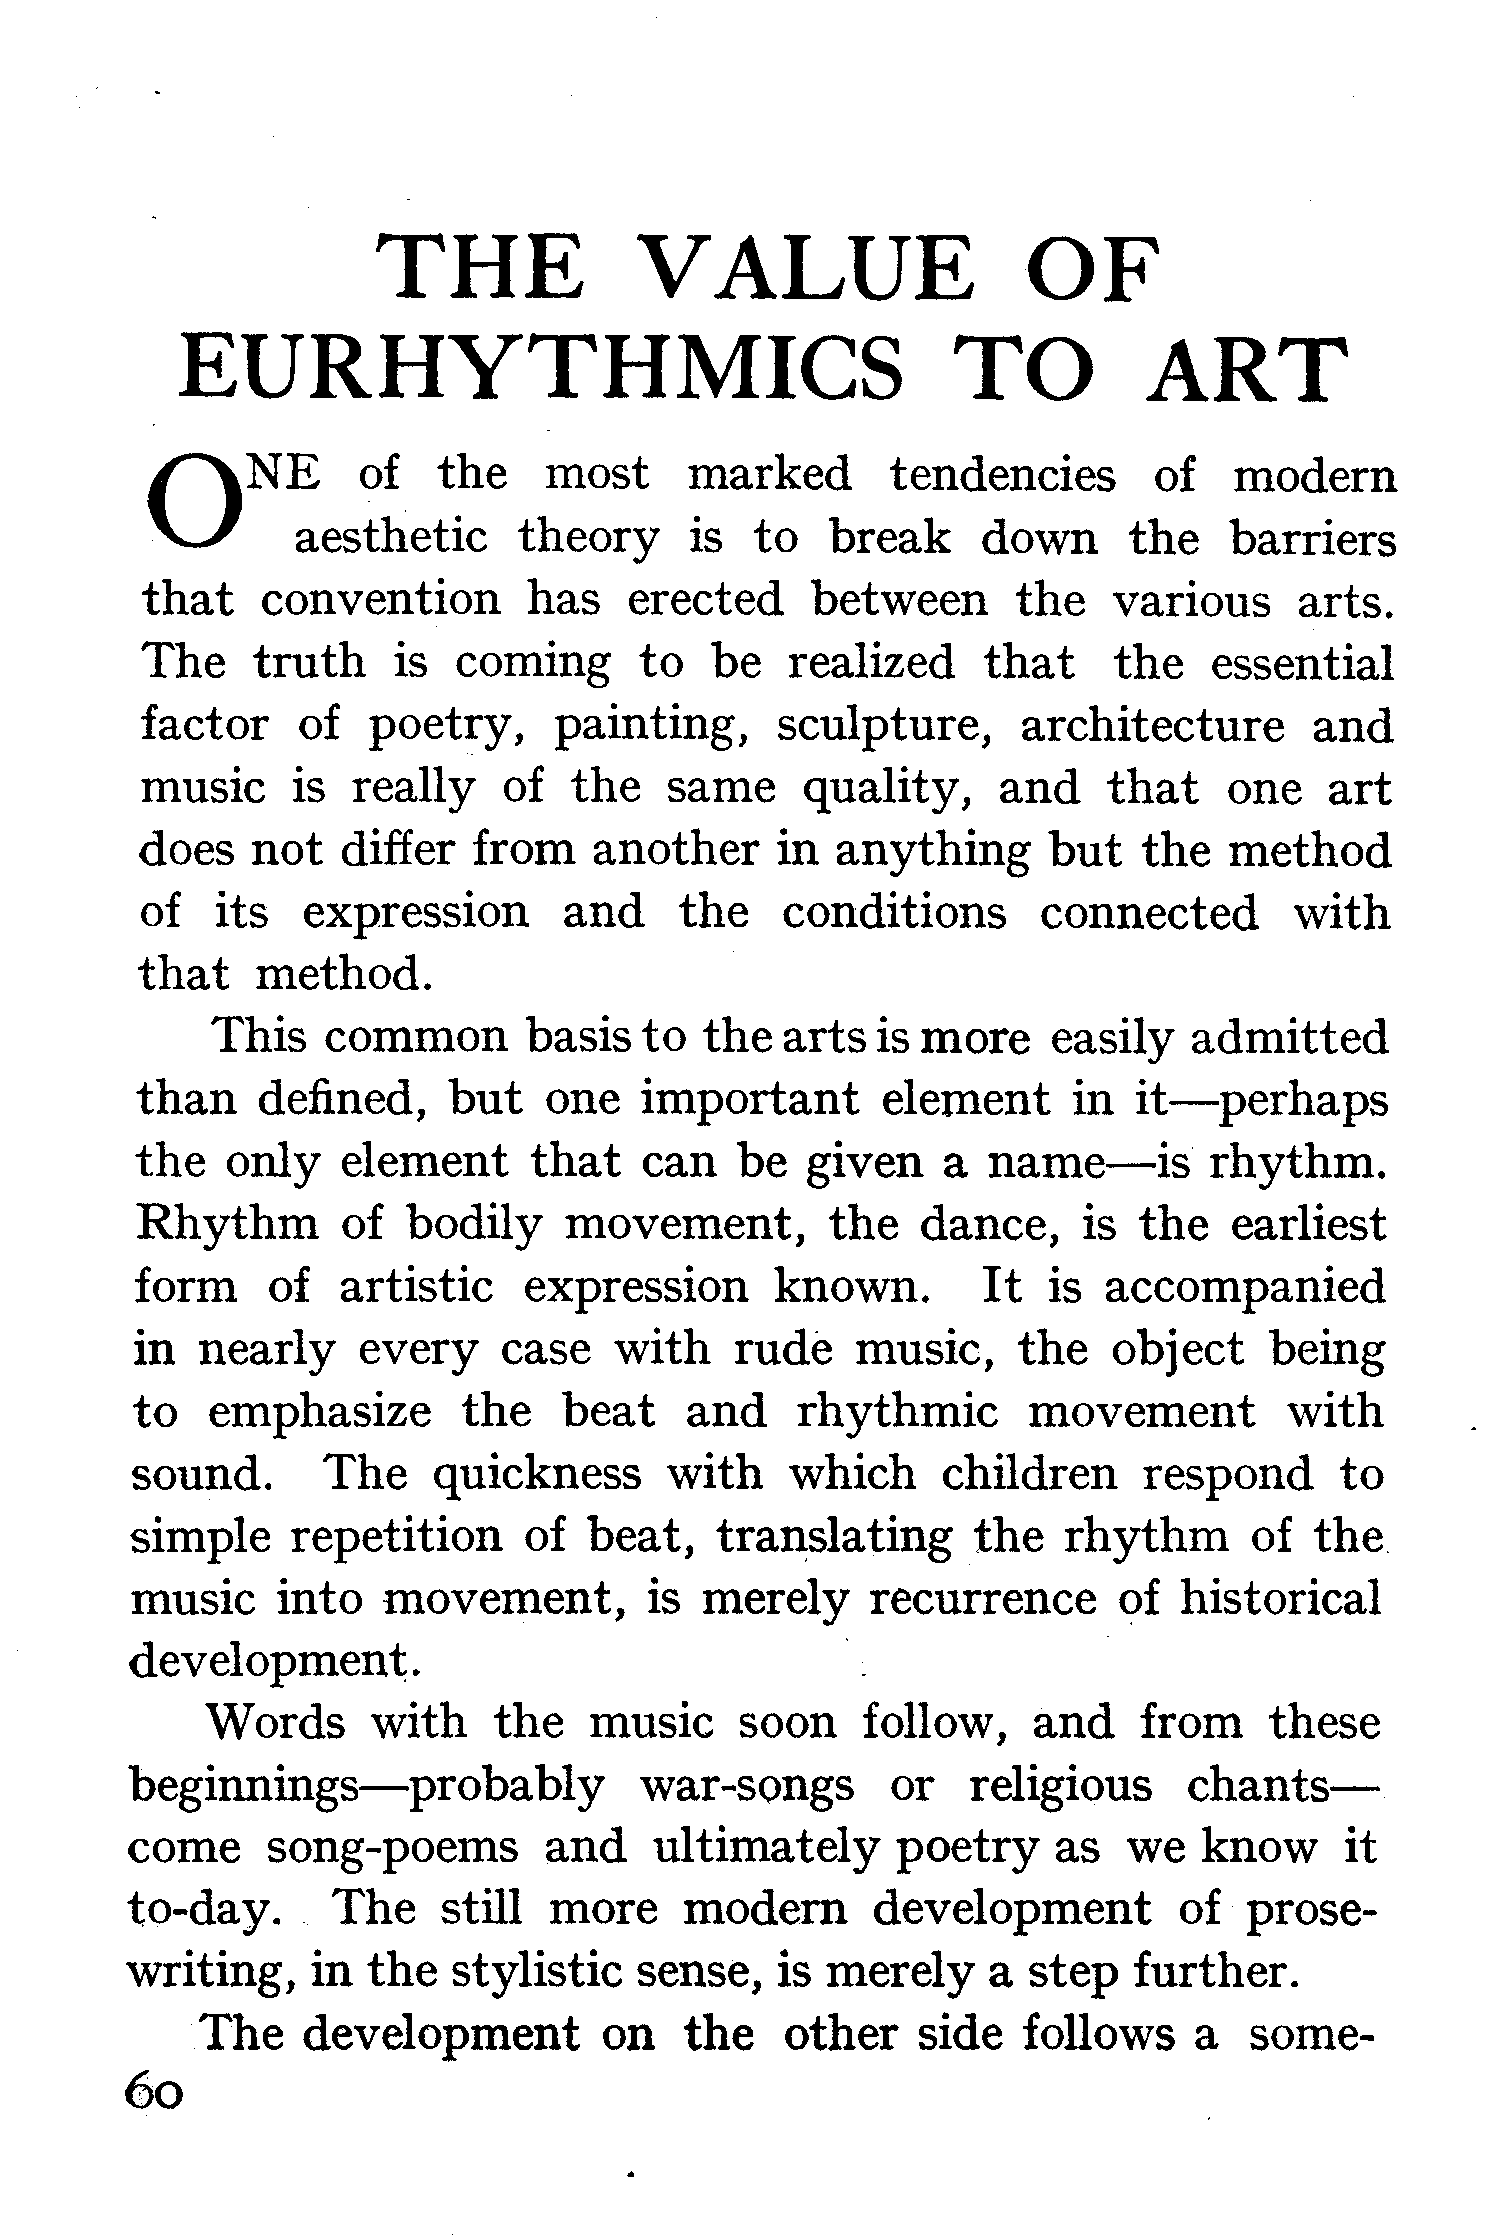 THE VALUE OF
EURHYTHMICS TO ART
ONE of the most marked tendencies of modern
aesthetic theory is to break down the barriers
that convention has erected between the various arts.
The truth is coming to be realized that the essential
factor of poetry, painting, sculpture, architecture and
music is really of the same quality, and that one art
does not differ from another in anything but the method
of its expression and the conditions connected with
that method.
This common basis to the arts is more easily admitted
than defined, but one important element in it—perhaps
the only element that can be given a name—is rhythm.
Rhythm of bodily movement, the dance, is the earliest
form of artistic expression known. It is accompanied
in nearly every case with rude music, the object being
to emphasize the beat and rhythmic movement with
sound. The quickness with which children respond to
simple repetition of beat, translating the rhythm of the
music into movement, is merely recurrence of historical
development.
Words with the music soon follow, and from these
beginnings—probably war-songs or religious chants—
come song-poems and ultimately poetry as we know it
to-day. The still more modern development of prose-
writing, in the stylistic sense, is merely a step further.
The development on the other side follows a some-
60